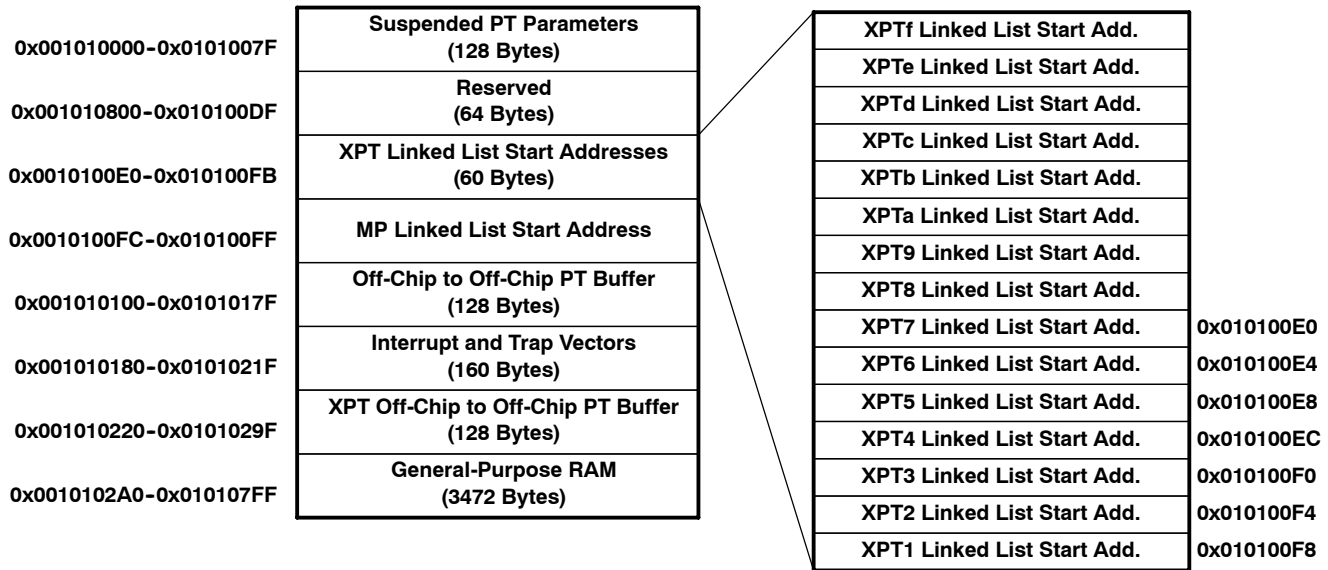 0x001010000-0x0101007F
Suspended PT Parameters
(128 Bytes)
0x001010800-0x010100DF
Reserved
(64 Bytes)
0x0010100E0-0x010100FB
XPT Linked List Start Addresses
(60 Bytes)
0x0010100FC-0x010100FF
MP Linked List Start Address
0x001010100-0x0101017F
Off-Chip to Off-Chip PT Buffer
(128 Bytes)
0x001010180-0x0101021F
Interrupt and Trap Vectors
(160 Bytes)
0x001010220-0x0101029F
XPT Off-Chip to Off-Chip PT Buffer
(128 Bytes)
0x0010102A0-0x010107FF
General-Purpose RAM
(3472 Bytes)
XPTf Linked List Start Add.
XPTe Linked List Start Add.
XPTd Linked List Start Add.
XPTc Linked List Start Add.
XPTb Linked List Start Add.
XPTa Linked List Start Add.
XPT9 Linked List Start Add.
XPT8 Linked List Start Add.
XPT7 Linked List Start Add. 0x010100E0
XPT6 Linked List Start Add. 0x010100E4
XPT5 Linked List Start Add. 0x010100E8
XPT4 Linked List Start Add. 0x010100EC
XPT3 Linked List Start Add. 0x010100F0
XPT2 Linked List Start Add. 0x010100F4
XPT1 Linked List Start Add. 0x010100F8